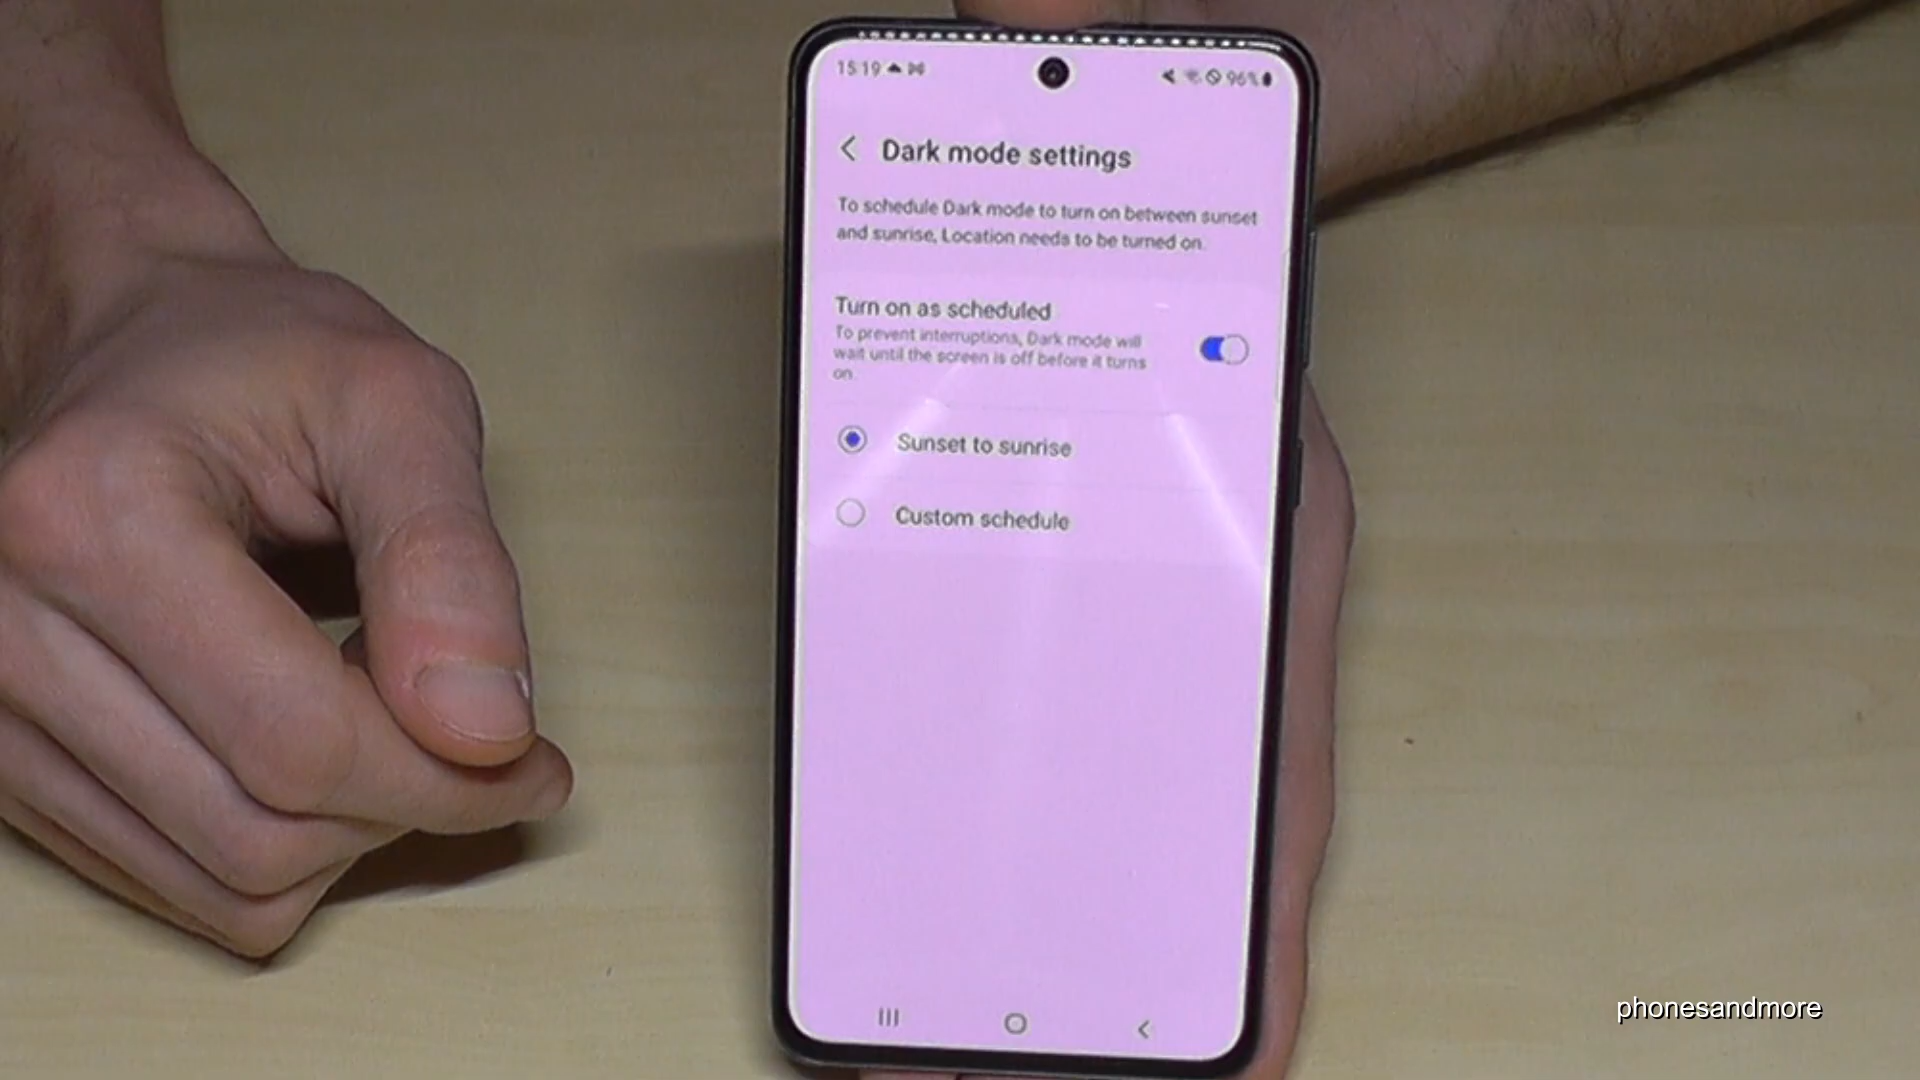 15:19
96%
Dark mode settings
To schedule Dark mode to turn on between sunset
and sunrise, Location needs to be turned on.
Turn on as scheduled
To prevent interruptions, Dark mode will
wait until the screen is off before it turns
on.
Sunset to sunrise
Custom schedule
phonesandmore